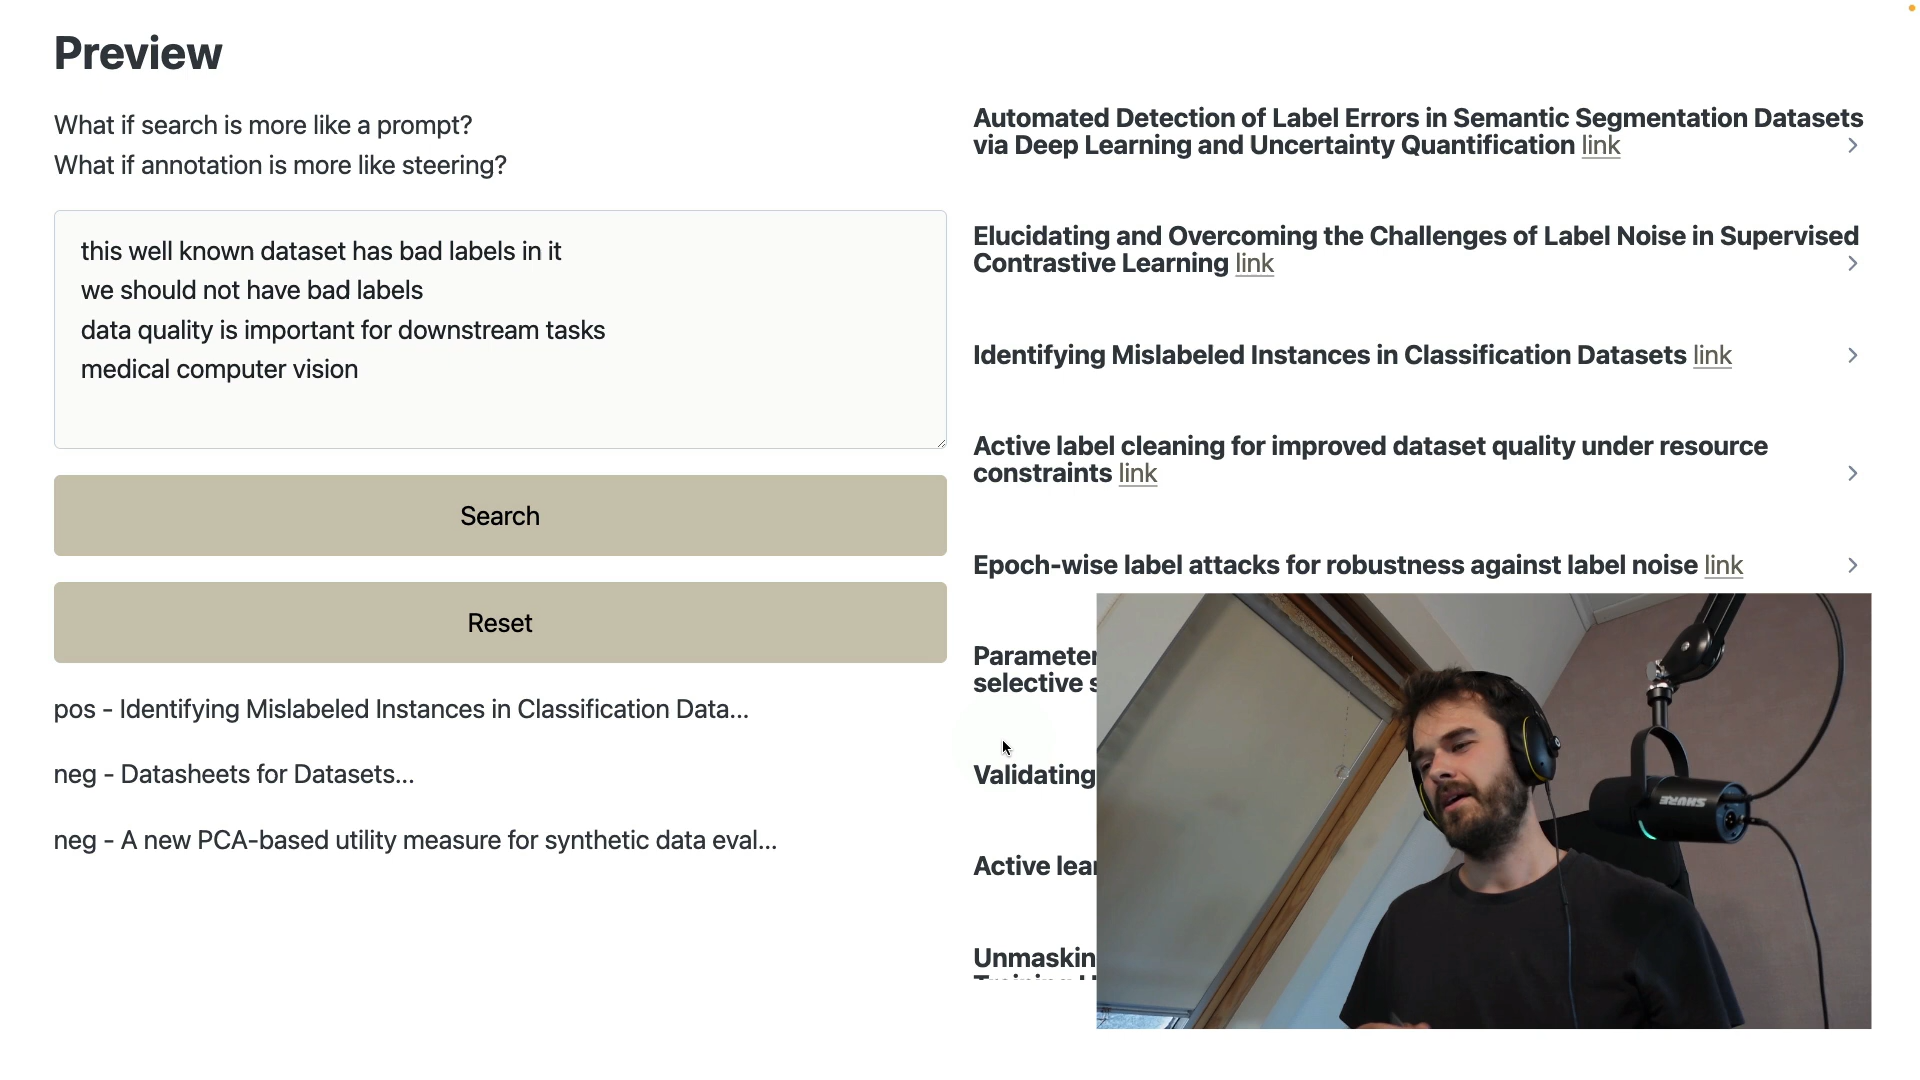 Preview
What if search is more like a prompt?
What if annotation is more like steering?
this well known dataset has bad labels in it
we should not have bad labels
data quality is important for downstream tasks
medical computer vision
Search
Reset
pos - Identifying Mislabeled Instances in Classification Data...
neg - Datasheets for Datasets...
neg - A new PCA-based utility measure for synthetic data eval...
Automated Detection of Label Errors in Semantic Segmentation Datasets
via Deep Learning and Uncertainty Quantification link
Elucidating and Overcoming the Challenges of Label Noise in Supervised
Contrastive Learning link
Identifying Mislabeled Instances in Classification Datasets link
Active label cleaning for improved dataset quality under resource
constraints link
Epoch-wise label attacks for robustness against label noise link
Parameter
selective
Validating
Active
SHURE